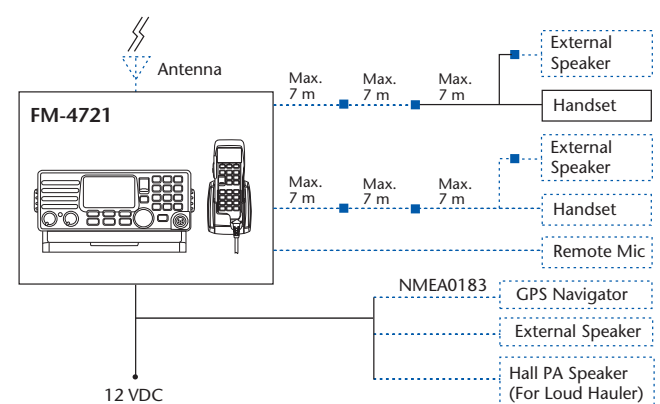 Antenna
FM-4721
Max.
7 m
Max.
7 m
Max.
7 m
External
Speaker
Handset
Max.
7 m
Max.
7 m
Max.
7 m
External
Speaker
Handset
Remote Mic
NMEA0183
GPS Navigator
External Speaker
Hall PA Speaker
(For Loud Hauler)
12 VDC